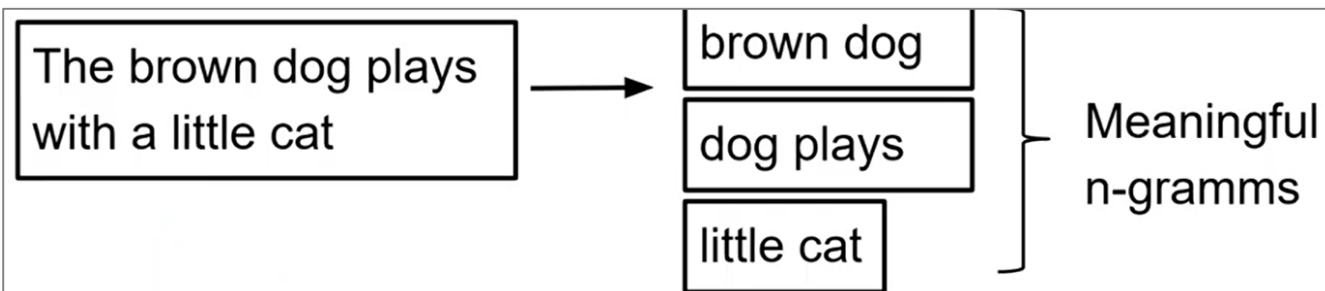 The brown dog plays
with a little cat
brown dog
dog plays
little cat
Meaningful
n-gramms